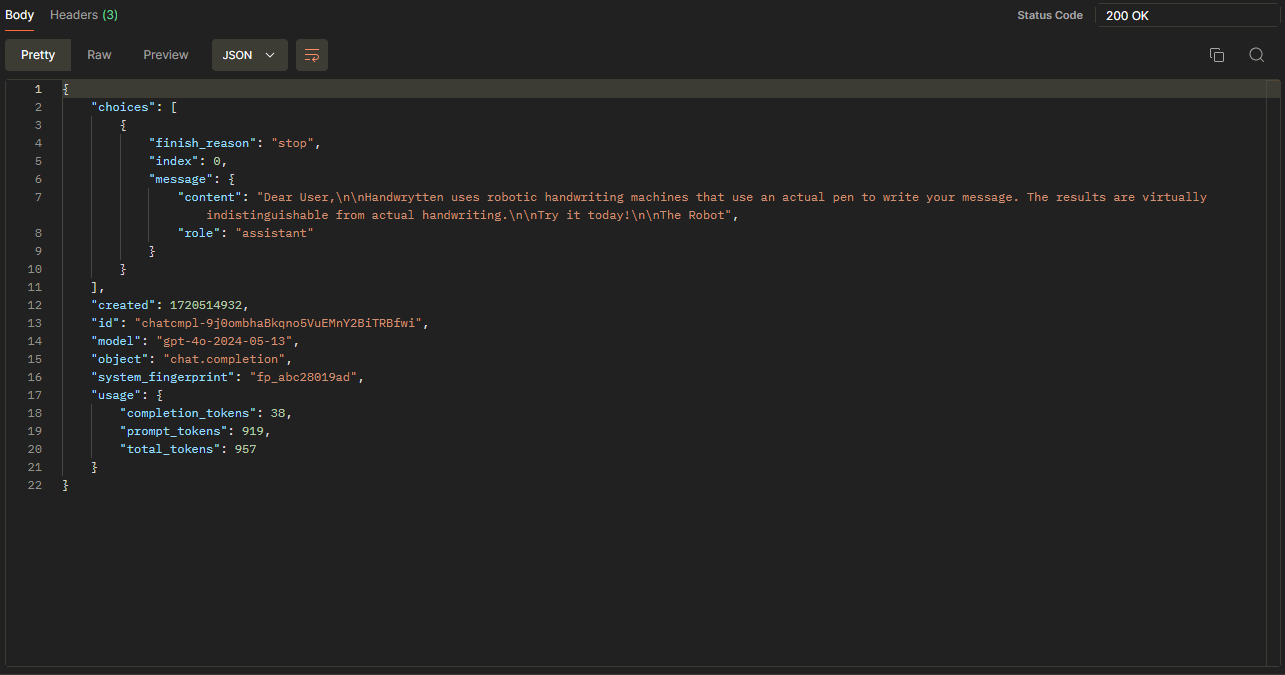 Body Headers (3) Status Code 200 OK
Pretty Raw Preview JSON
1 {
2 "choices": [
3 {
4 "finish_reason": "stop",
5 "index": 0,
6 "message": {
7 "content": "Dear User,\n\nHandwrytten uses robotic handwriting machines that use an actual pen to write your message. The results are virtually
indistinguishable from actual handwriting.\n\nTry it today!\n\nThe Robot",
8 "role": "assistant"
9 }
10 }
11 ],
12 "created": 1720514932,
13 "id": "chatcmpl-9j0ombhaBkqno5VuEMnY2BiTRBfwi",
14 "model": "gpt-4o-2024-05-13",
15 "object": "chat.completion",
16 "system_fingerprint": "fp_abc28019ad",
17 "usage": {
18 "completion_tokens": 38,
19 "prompt_tokens": 919,
20 "total_tokens": 957
21 }
22 }